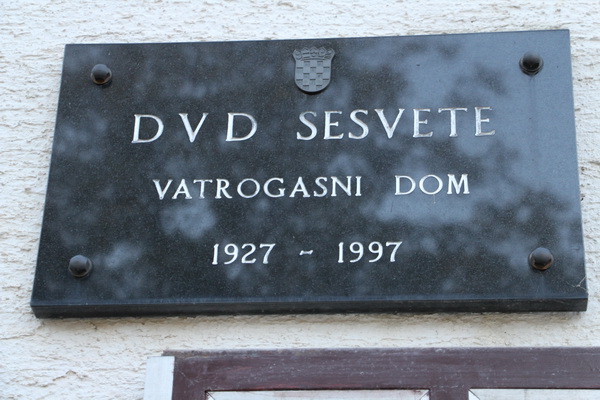 DVD SESVETE
VATROGASNI DOM
1927 - 1997